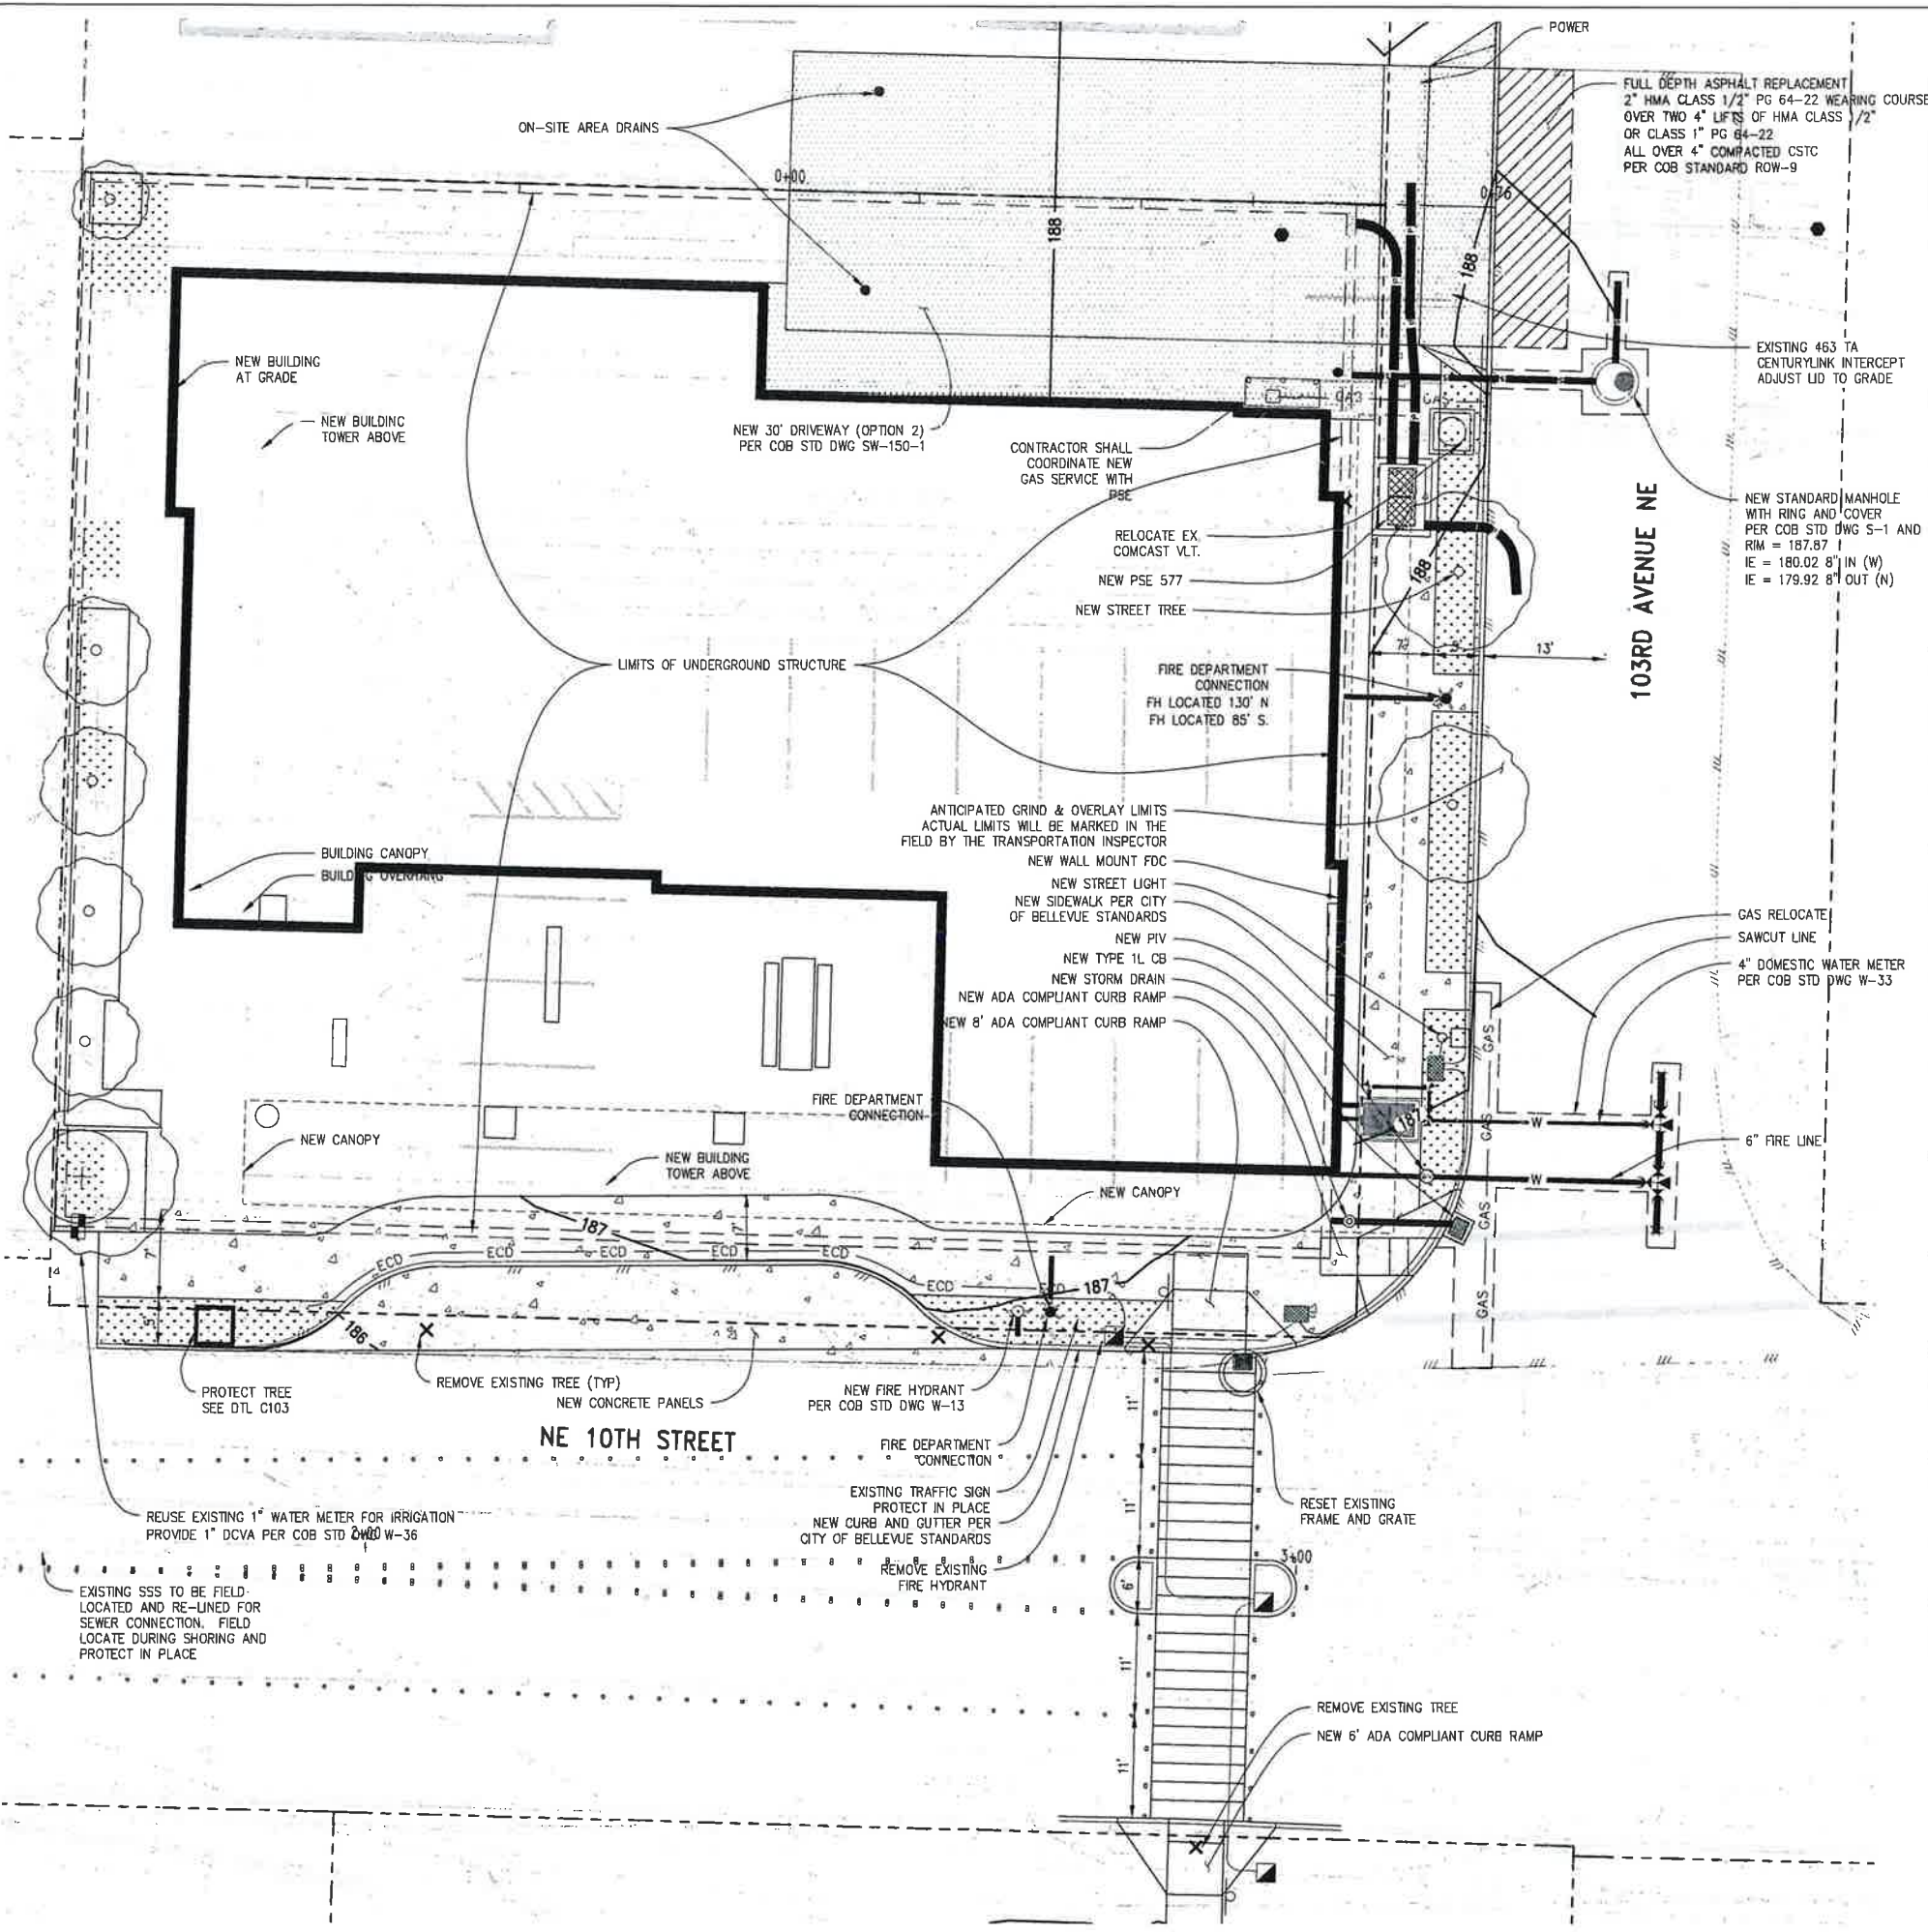 POWER
FULL DEPTH ASPHALT REPLACEMENT
2" HMA CLASS 1/2" PG 64-22 WEARING COURSE
OVER TWO 4" LIFTS OF HMA CLASS 1/2"
OR CLASS 1" PG 64-22
ALL OVER 4" COMPACTED CSTC
PER COB STANDARD ROW-9
ON-SITE AREA DRAINS
0+00
0+76
188
188
EXISTING 463 TA
CENTURYLINK INTERCEPT
ADJUST LID TO GRADE
NEW BUILDING
AT GRADE
NEW BUILDING
TOWER ABOVE
NEW 30' DRIVEWAY (OPTION 2)
PER COB STD DWG SW-150-1
GAS
GAS
CONTRACTOR SHALL
COORDINATE NEW
GAS SERVICE WITH
PSE
NEW STANDARD MANHOLE
WITH RING AND COVER
PER COB STD DWG S-1 AND
RIM = 187.87
IE = 180.02 8" IN (W)
IE = 179.92 8" OUT (N)
103RD AVENUE NE
RELOCATE EX
COMCAST VLT.
NEW PSE 577
NEW STREET TREE
188
LIMITS OF UNDERGROUND STRUCTURE
13'
FIRE DEPARTMENT
CONNECTION
FH LOCATED 130' N
FH LOCATED 85' S.
ANTICIPATED GRIND & OVERLAY LIMITS
ACTUAL LIMITS WILL BE MARKED IN THE
FIELD BY THE TRANSPORTATION INSPECTOR
NEW WALL MOUNT FDC
NEW STREET LIGHT
NEW SIDEWALK PER CITY
OF BELLEVUE STANDARDS
NEW PIV
NEW TYPE 1L CB
NEW STORM DRAIN
NEW ADA COMPLIANT CURB RAMP
NEW 8' ADA COMPLIANT CURB RAMP
BUILDING CANOPY
BUILDING OVERHANG
GAS RELOCATE
SAWCUT LINE
4" DOMESTIC WATER METER
PER COB STD DWG W-33
GAS
GAS
GAS
GAS
W
W
6" FIRE LINE
187
FIRE DEPARTMENT
CONNECTION
NEW CANOPY
NEW BUILDING
TOWER ABOVE
NEW CANOPY
187
7'
7'
5'
ECD
ECD
ECD
ECD
ECD
ECD
ECD
187
186
PROTECT TREE
SEE DTL C103
REMOVE EXISTING TREE (TYP)
NEW CONCRETE PANELS
NEW FIRE HYDRANT
PER COB STD DWG W-13
NE 10TH STREET
FIRE DEPARTMENT
CONNECTION
EXISTING TRAFFIC SIGN
PROTECT IN PLACE
NEW CURB AND GUTTER PER
CITY OF BELLEVUE STANDARDS
REMOVE EXISTING
FIRE HYDRANT
RESET EXISTING
FRAME AND GRATE
REUSE EXISTING 1" WATER METER FOR IRRIGATION
PROVIDE 1" DCVA PER COB STD DWG W-36
2+00
3+00
EXISTING SSS TO BE FIELD
LOCATED AND RE-LINED FOR
SEWER CONNECTION. FIELD
LOCATE DURING SHORING AND
PROTECT IN PLACE
11'
11'
6'
11'
11'
REMOVE EXISTING TREE
NEW 6' ADA COMPLIANT CURB RAMP